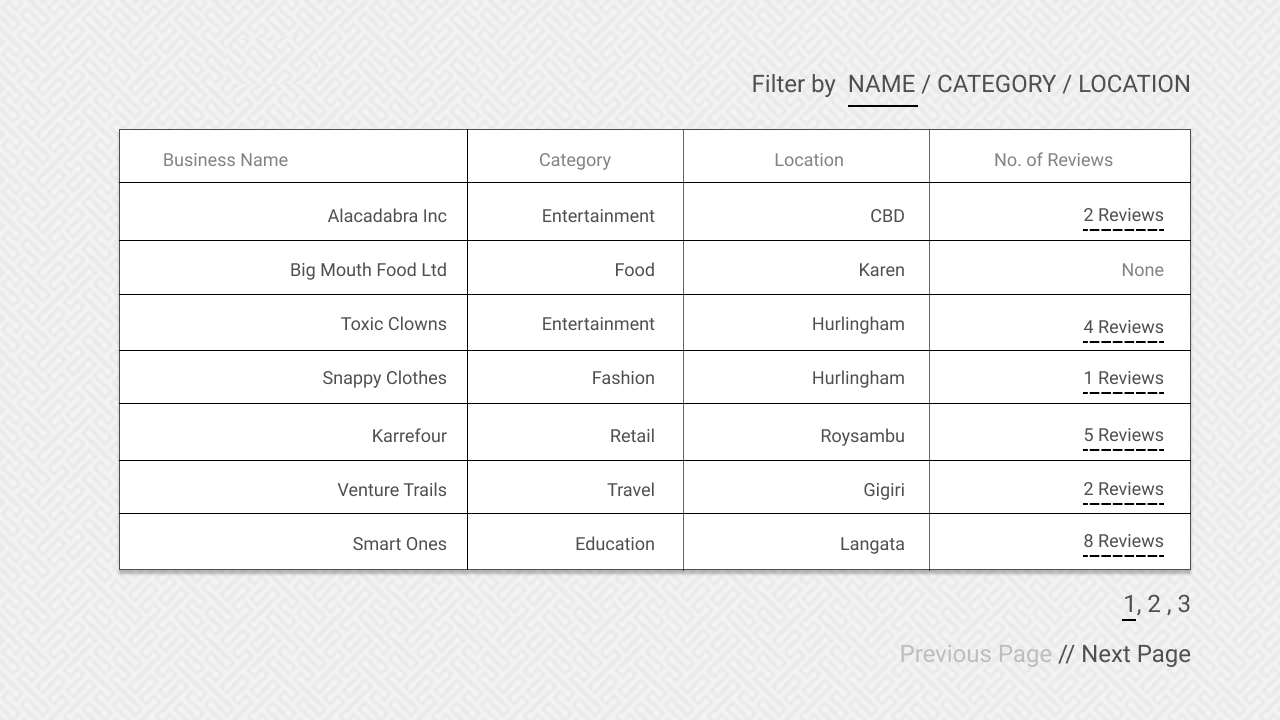 Filter by NAME / CATEGORY / LOCATION
Business Name Category Location No. of Reviews
Alacadabra Inc Entertainment CBD 2 Reviews
Big Mouth Food Ltd Food Karen None
Toxic Clowns Entertainment Hurlingham 4 Reviews
Snappy Clothes Fashion Hurlingham 1 Reviews
Karrefour Retail Roysambu 5 Reviews
Venture Trails Travel Gigiri 2 Reviews
Smart Ones Education Langata 8 Reviews
1, 2 , 3
Previous Page // Next Page